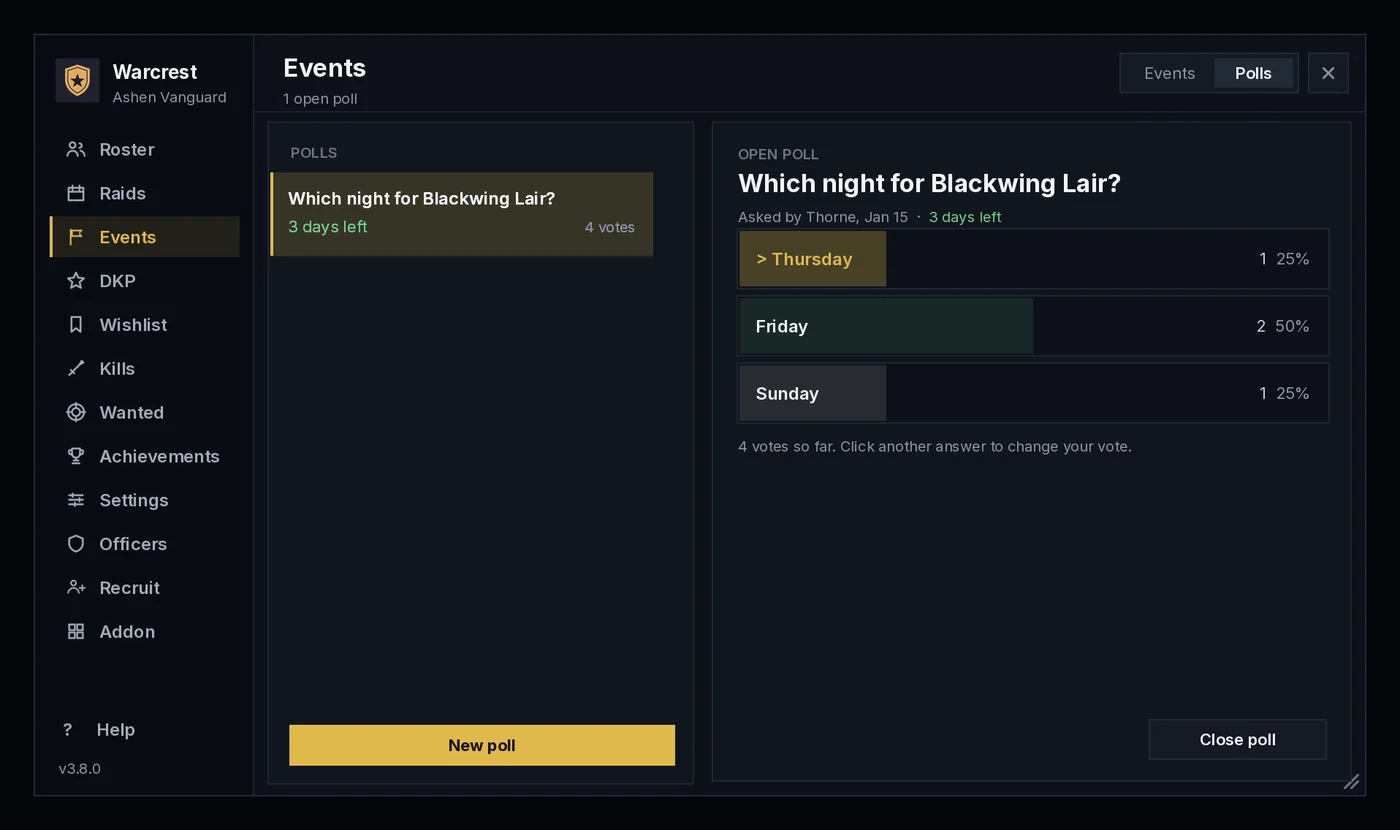 Warcrest
Ashen Vanguard
Roster
Raids
Events
DKP
Wishlist
Kills
Wanted
Achievements
Settings
Officers
Recruit
Addon
? Help
v3.8.0
Events
1 open poll
Events Polls
POLLS
Which night for Blackwing Lair?
3 days left 4 votes
New poll
OPEN POLL
Which night for Blackwing Lair?
Asked by Thorne, Jan 15 · 3 days left
> Thursday 1 25%
Friday 2 50%
Sunday 1 25%
4 votes so far. Click another answer to change your vote.
Close poll